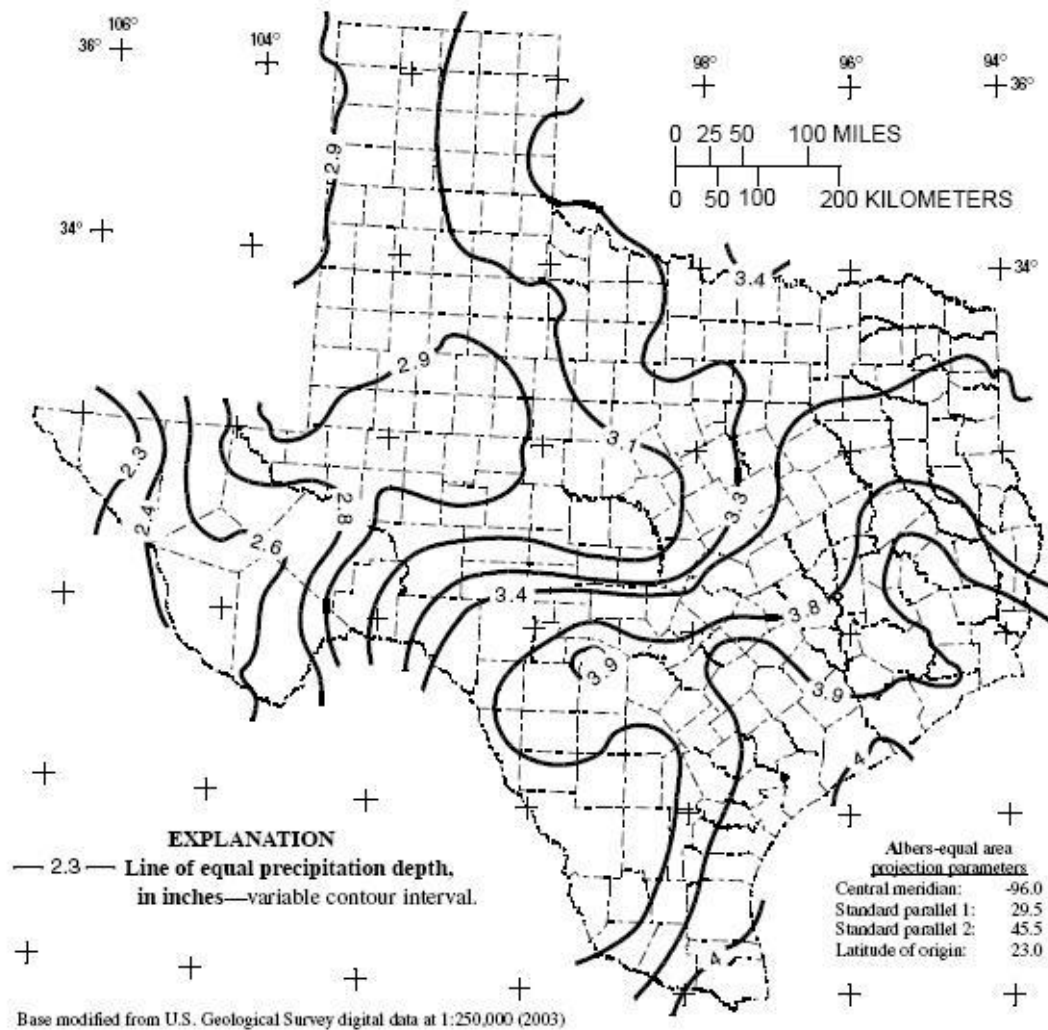 106°
36°
104°
98°
96°
94°
36°
0 25 50 100 MILES
0 50 100 200 KILOMETERS
2.9
34°
34°
3.4
2.9
2.3
2.4
3.1
2.8
3.3
2.6
3.4
3.8
3.9
3.9
4
EXPLANATION
2.3 Line of equal precipitation depth,
in inches—variable contour interval.
Albers-equal area
projection parameters
Central meridian: -96.0
Standard parallel 1: 29.5
Standard parallel 2: 45.5
Latitude of origin: 23.0
4
Base modified from U.S. Geological Survey digital data at 1:250,000 (2003)